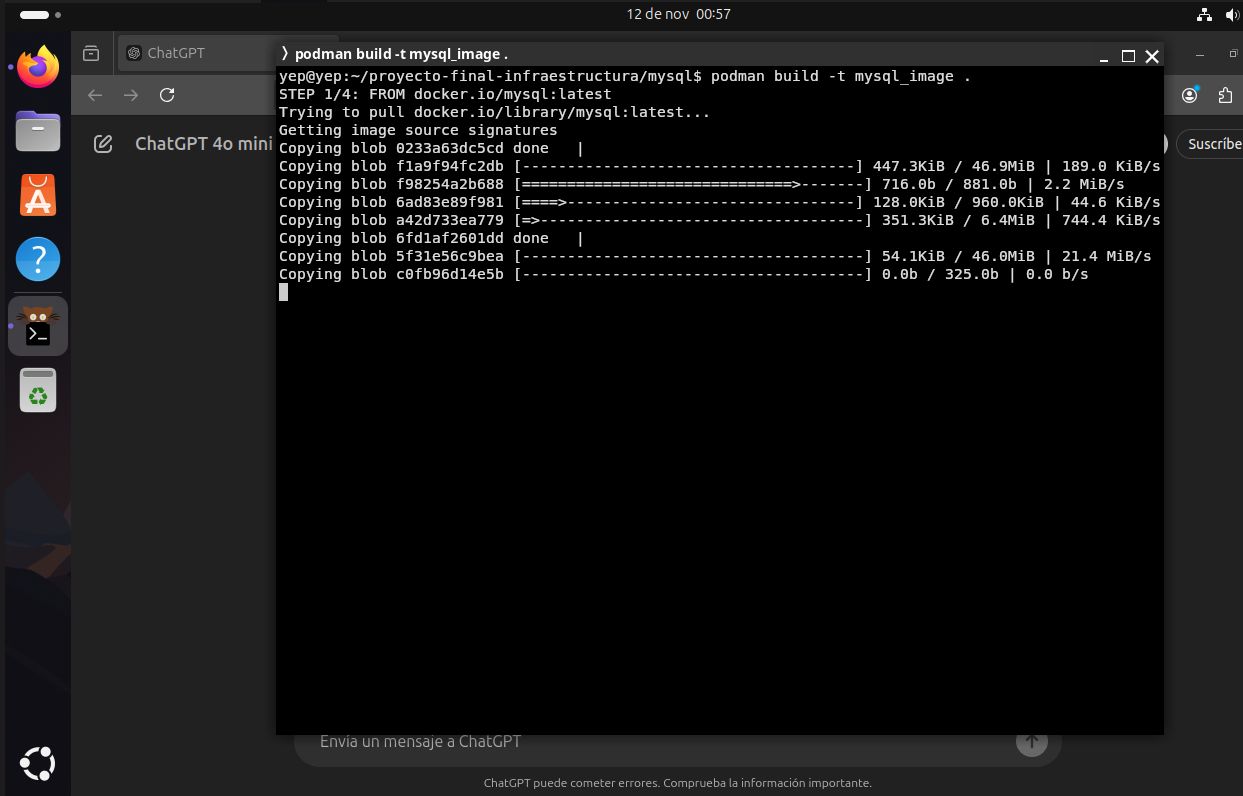 12 de nov 00:57
ChatGPT
⟩ podman build -t mysql_image .
yep@yep:~/proyecto-final-infraestructura/mysql$ podman build -t mysql_image .
STEP 1/4: FROM docker.io/mysql:latest
Trying to pull docker.io/library/mysql:latest...
Getting image source signatures
Copying blob 0233a63dc5cd done   |
Copying blob f1a9f94fc2db [-------------------------------------] 447.3KiB / 46.9MiB | 189.0 KiB/s
Copying blob f98254a2b688 [==============================>-------] 716.0b / 881.0b | 2.2 MiB/s
Copying blob 6ad83e89f981 [====>--------------------------------] 128.0KiB / 960.0KiB | 44.6 KiB/s
Copying blob a42d733ea779 [=>------------------------------------] 351.3KiB / 6.4MiB | 744.4 KiB/s
Copying blob 6fd1af2601dd done   |
Copying blob 5f31e56c9bea [--------------------------------------] 54.1KiB / 46.0MiB | 21.4 MiB/s
Copying blob c0fb96d14e5b [--------------------------------------] 0.0b / 325.0b | 0.0 b/s
ChatGPT 4o mini
Suscríbe
Envía un mensaje a ChatGPT
ChatGPT puede cometer errores. Comprueba la información importante.